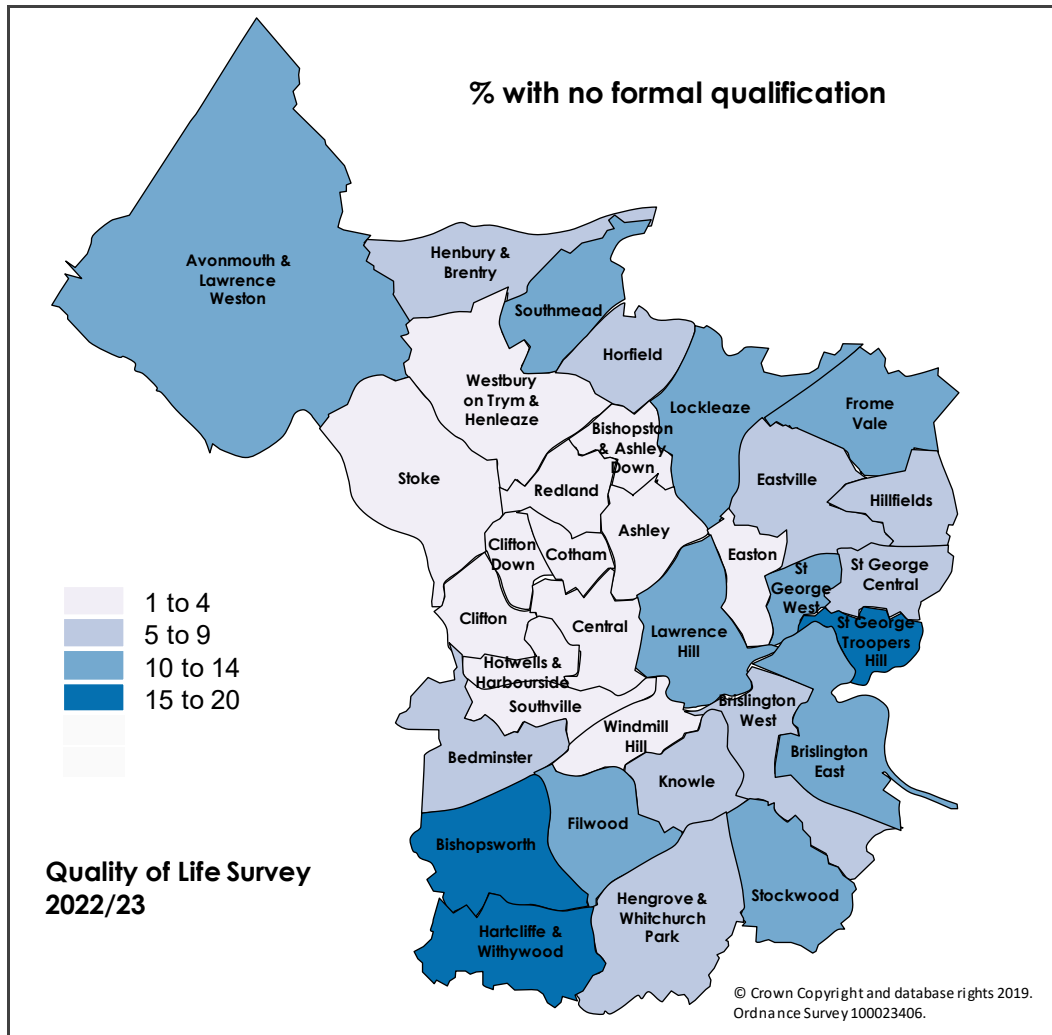 % with no formal qualification
Avonmouth &
Lawrence
Weston
Henbury &
Brentry
Southmead
Horfield
Westbury
on Trym &
Henleaze
Lockleaze
Frome
Vale
Bishopston
& Ashley
Down
Stoke
Redland
Eastville
Hillfields
Ashley
Clifton
Down
Cotham
Easton
St George
Central
St
George
West
1 to 4
5 to 9
10 to 14
15 to 20
Clifton
Central
Lawrence
Hill
St George
Troopers
Hill
Hotwells &
Harbourside
Southville
Windmill
Hill
Brislington
West
Bedminster
Knowle
Brislington
East
Filwood
Bishopsworth
Stockwood
Hengrove &
Whitchurch
Park
Hartcliffe &
Withywood
Quality of Life Survey
2022/23
© Crown Copyright and database rights 2019.
Ordnance Survey 100023406.